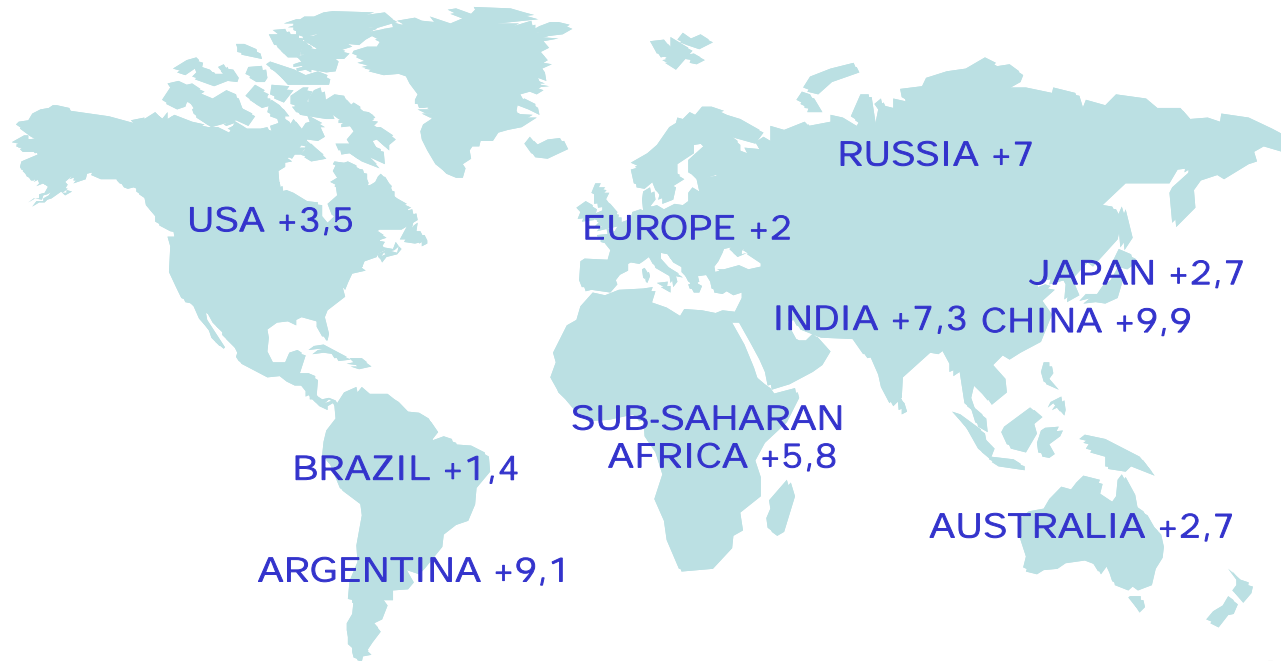 RUSSIA +7
USA +3,5
EUROPE +2
JAPAN +2,7
INDIA +7,3
CHINA +9,9
SUB-SAHARAN
AFRICA +5,8
BRAZIL +1,4
AUSTRALIA +2,7
ARGENTINA +9,1